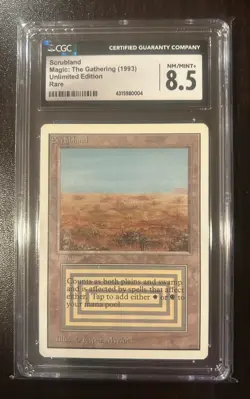 CGC
CERTIFIED GUARANTY COMPANY
Scrubland
Magic: The Gathering (1993)
Unlimited Edition
Rare
NM/MINT+
8.5
4315980004
Scrubland
Counts as both plains and swamp
and is affected by spells that affect
either. Tap to add either or to
your mana pool.